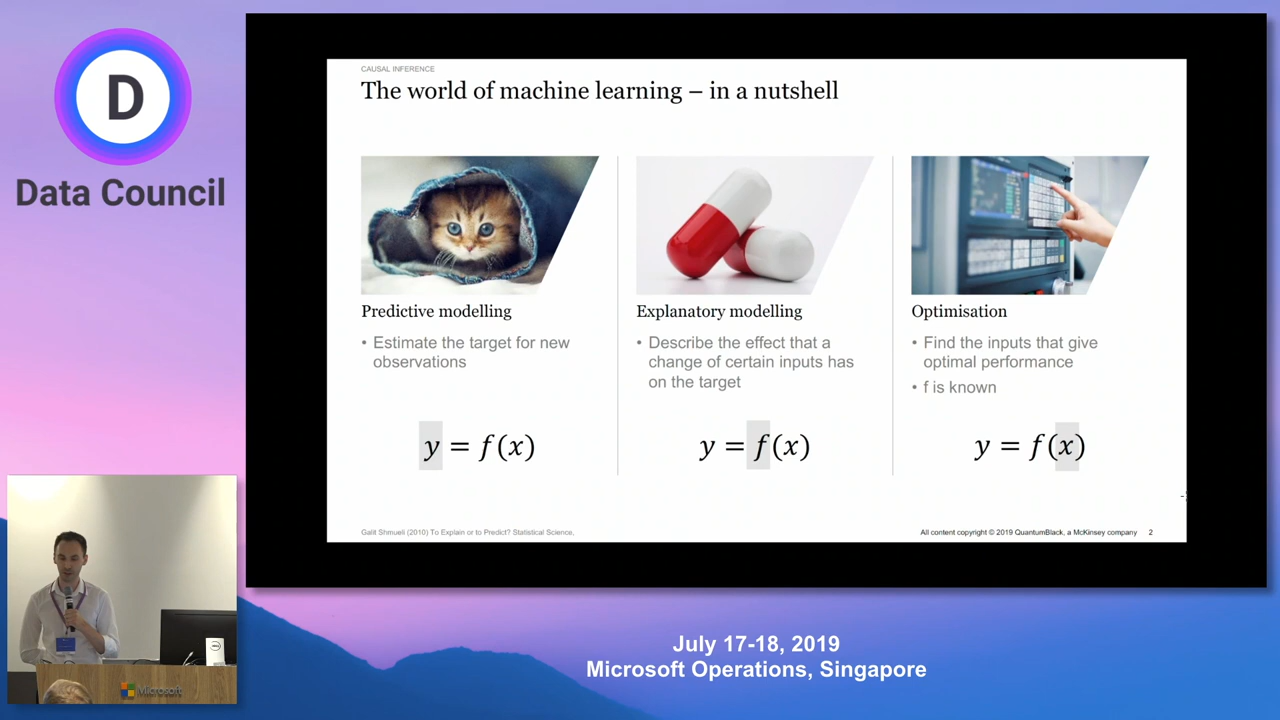 D
Data Council
CAUSAL INFERENCE
The world of machine learning – in a nutshell
Predictive modelling
• Estimate the target for new
observations
y = f(x)
Explanatory modelling
• Describe the effect that a
change of certain inputs has
on the target
y = f(x)
Optimisation
• Find the inputs that give
optimal performance
• f is known
y = f(x)
Galit Shmueli (2010) To Explain or to Predict? Statistical Science,
All content copyright © 2019 QuantumBlack, a McKinsey company 2
Microsoft
DELL
July 17-18, 2019
Microsoft Operations, Singapore